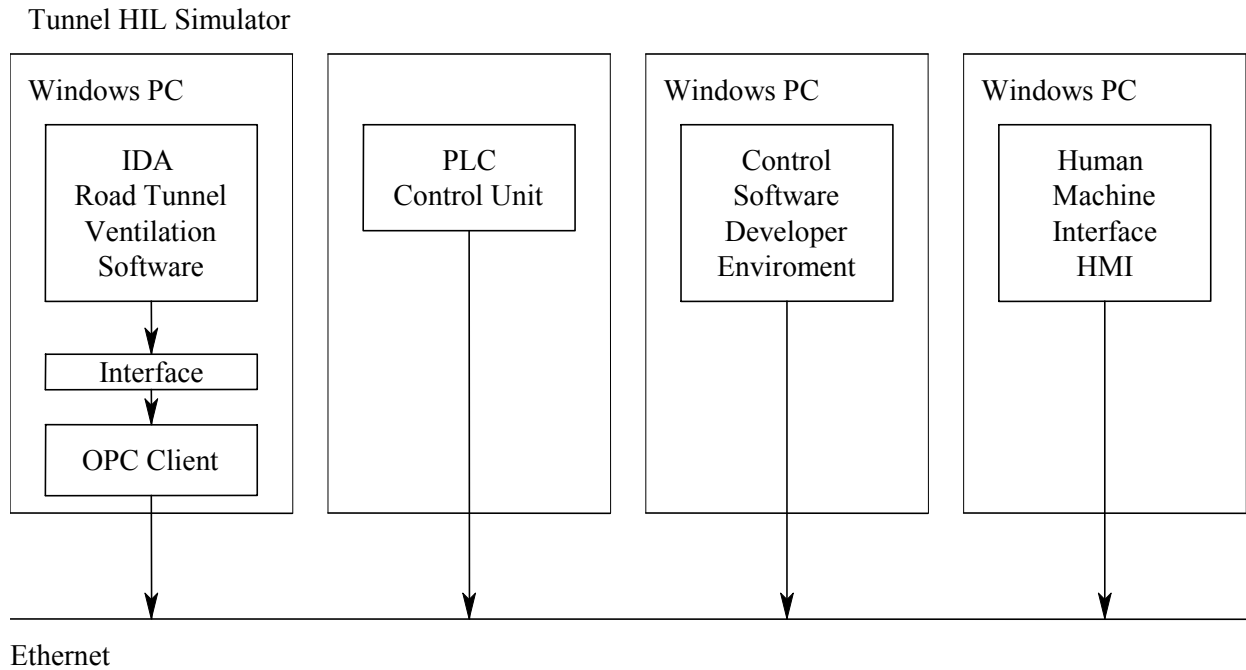 Tunnel HIL Simulator
Windows PC
IDA
Road Tunnel
Ventilation
Software
Interface
OPC Client
PLC
Control Unit
Windows PC
Control
Software
Developer
Enviroment
Windows PC
Human
Machine
Interface
HMI
Ethernet